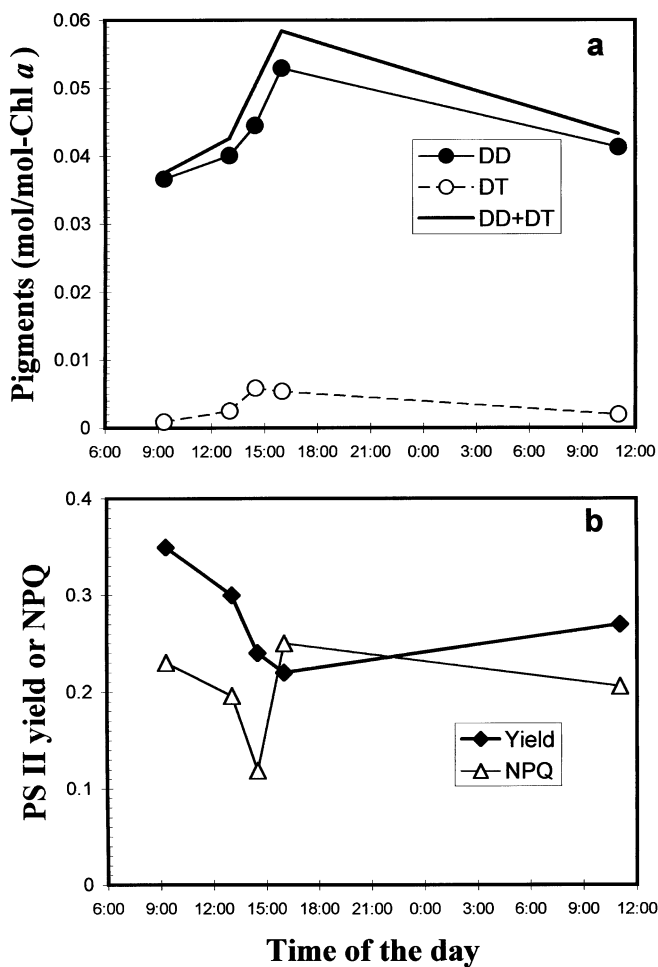 0.06
a
0.05
0.04
DD
DT
DD+DT
0.03
0.02
0.01
0
Pigments (mol/mol-Chl a )
6:00 9:00 12:00 15:00 18:00 21:00 0:00 3:00 6:00 9:00 12:00
0.4
b
0.3
0.2
Yield
NPQ
0.1
0
PS II yield or NPQ
6:00 9:00 12:00 15:00 18:00 21:00 0:00 3:00 6:00 9:00 12:00
Time of the day